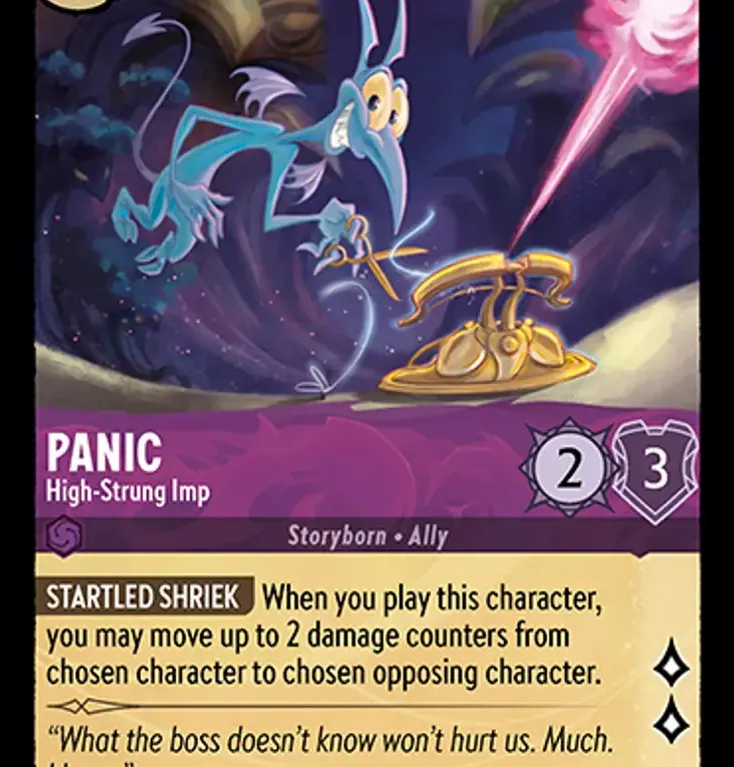 PANIC
High-Strung Imp
2
3
Storyborn • Ally
STARTLED SHRIEK When you play this character,
you may move up to 2 damage counters from
chosen character to chosen opposing character.
“What the boss doesn’t know won’t hurt us. Much.